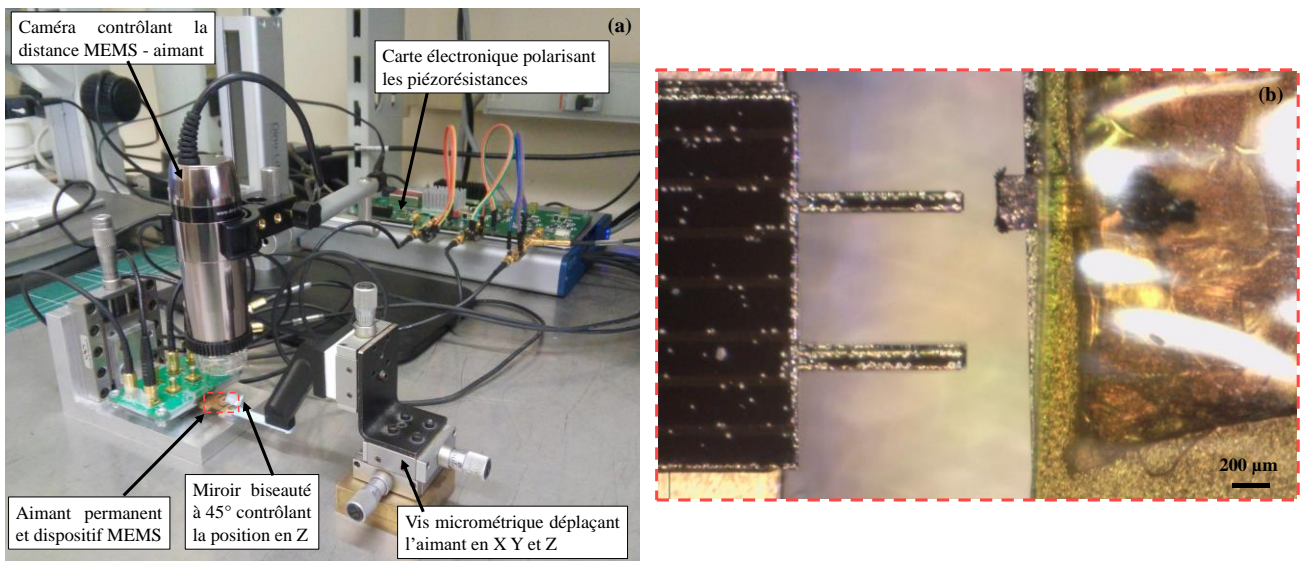 (a)
Caméra contrôlant la
distance MEMS - aimant
Carte électronique polarisant
les piézorésistances
Aimant permanent
et dispositif MEMS
Miroir biseauté
à 45° contrôlant
la position en Z
Vis micrométrique déplaçant
l’aimant en X Y et Z
(b)
200 µm